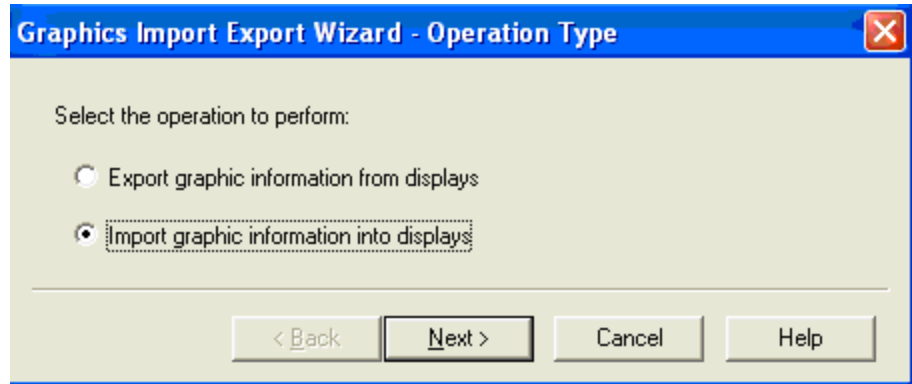 Graphics Import Export Wizard - Operation Type
Select the operation to perform:
Export graphic information from displays
Import graphic information into displays
< Back Next > Cancel Help